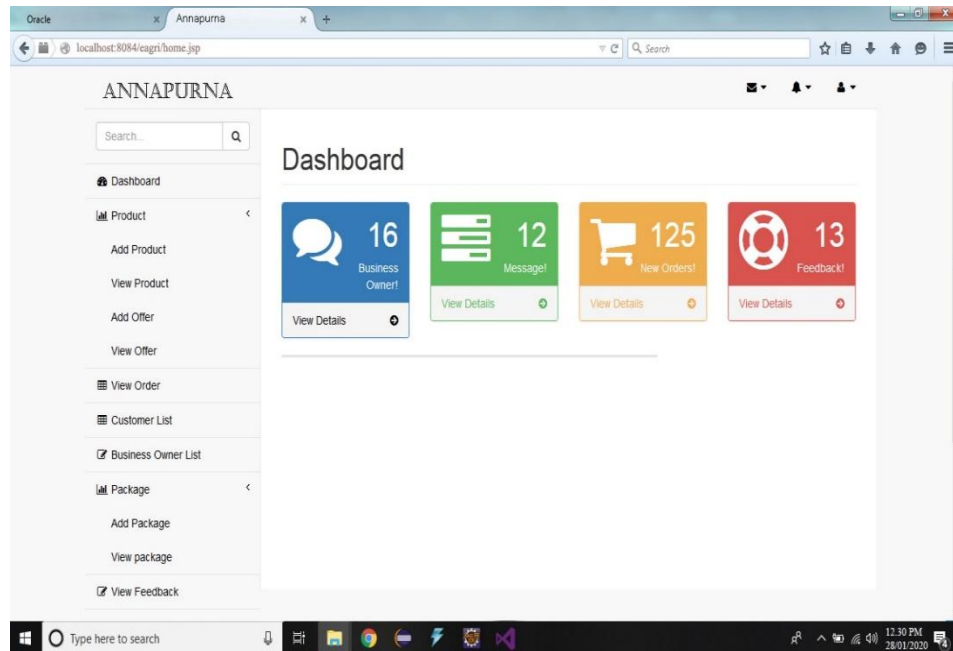 Oracle
Annapurna
localhost:8084/eagri/home.jsp
Search
ANNAPURNA
Search...
Dashboard
Product
Add Product
View Product
Add Offer
View Offer
View Order
Customer List
Business Owner List
Package
Add Package
View package
View Feedback
Dashboard
16
Business
Owner!
View Details
12
Message!
View Details
125
New Orders!
View Details
13
Feedback!
View Details
Type here to search
12.30 PM
28/01/2020
4